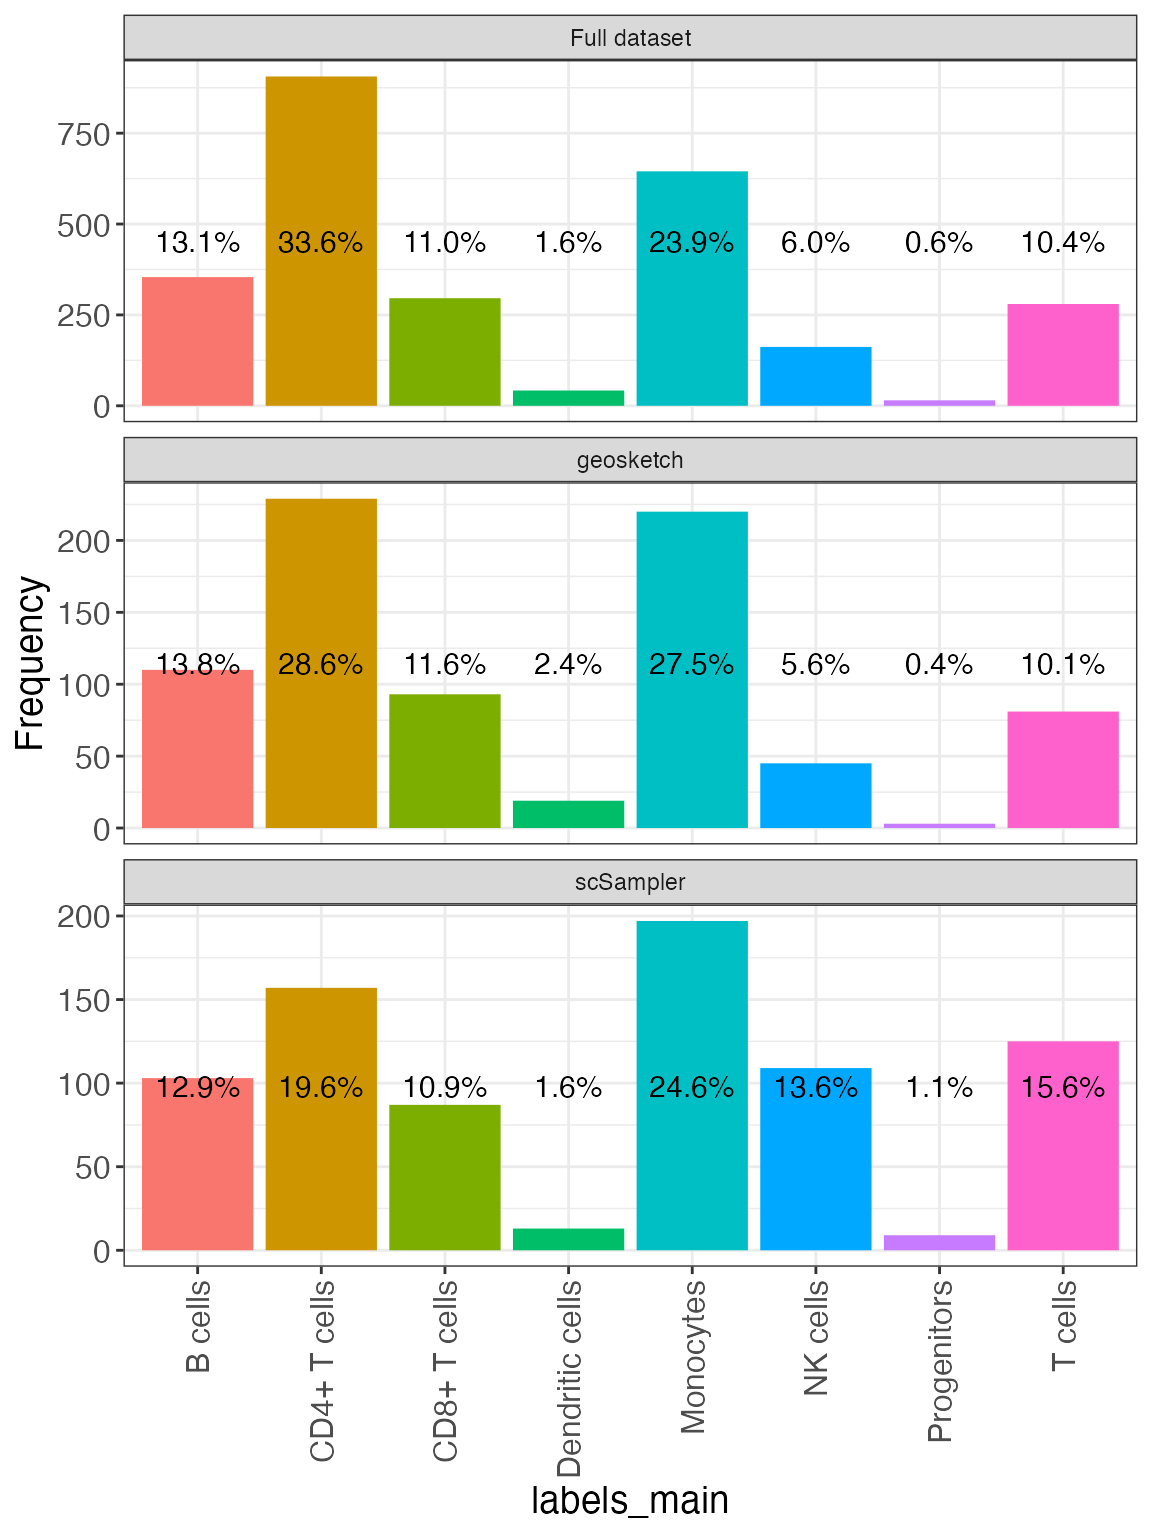 Full dataset
750
500
250
0
13.1% 33.6% 11.0% 1.6% 23.9% 6.0% 0.6% 10.4%
geosketch
200
150
100
50
0
13.8% 28.6% 11.6% 2.4% 27.5% 5.6% 0.4% 10.1%
Frequency
scSampler
200
150
100
50
0
12.9% 19.6% 10.9% 1.6% 24.6% 13.6% 1.1% 15.6%
B cells
CD4+ T cells
CD8+ T cells
Dendritic cells
Monocytes
NK cells
Progenitors
T cells
labels_main